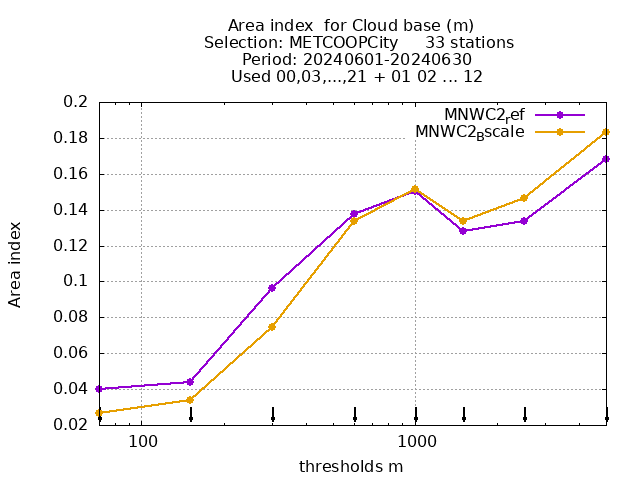 Area index  for Cloud base (m)
Selection: METCOOPCity     33 stations
Period: 20240601-20240630
Used 00,03,...,21 + 01 02 ... 12
MNWC2ref
MNWC2Bscale
0.2
0.18
0.16
0.14
0.12
0.1
0.08
0.06
0.04
0.02
Area index
100
1000
thresholds m